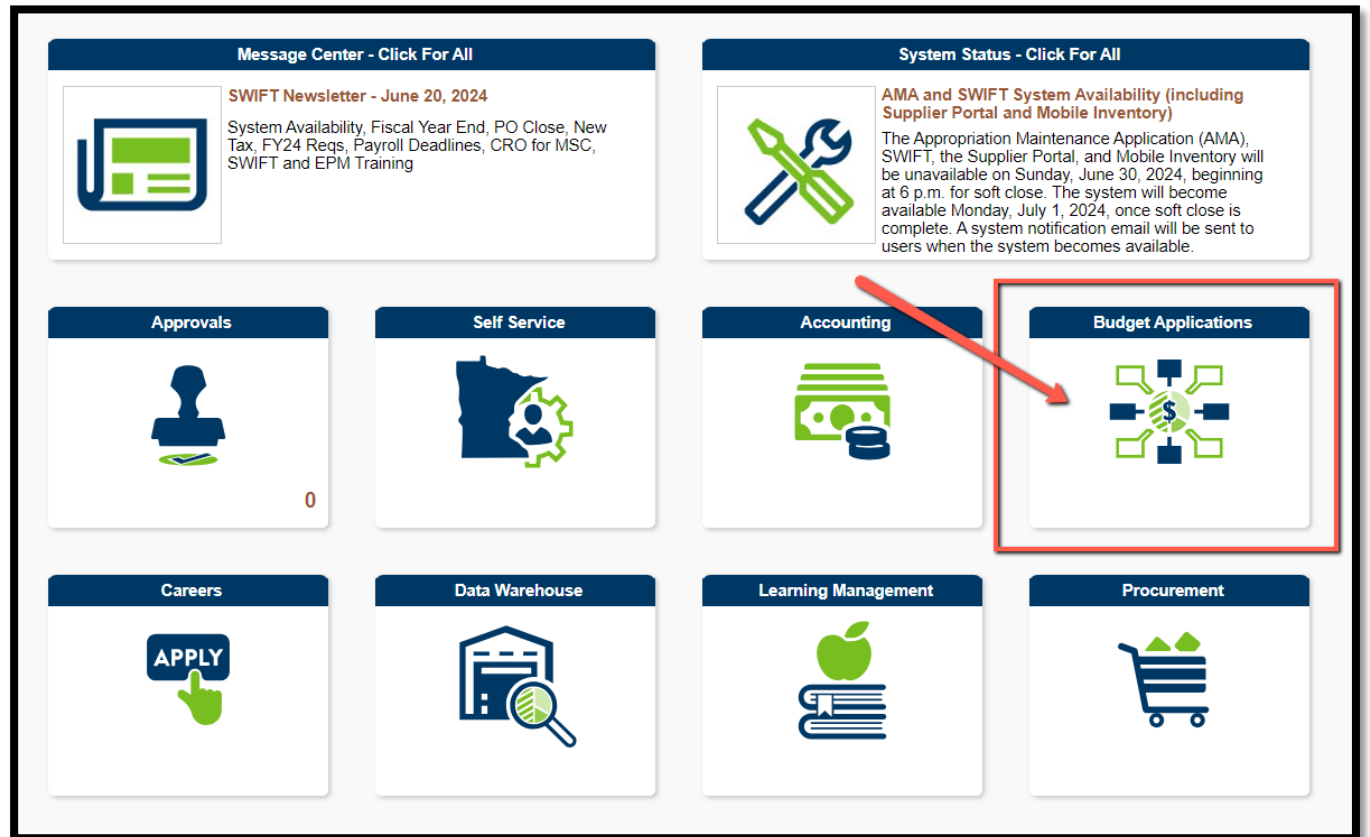 Message Center - Click For All
SWIFT Newsletter - June 20, 2024
System Availability, Fiscal Year End, PO Close, New
Tax, FY24 Reqs, Payroll Deadlines, CRO for MSC,
SWIFT and EPM Training
System Status - Click For All
AMA and SWIFT System Availability (including
Supplier Portal and Mobile Inventory)
The Appropriation Maintenance Application (AMA),
SWIFT, the Supplier Portal, and Mobile Inventory will
be unavailable on Sunday, June 30, 2024, beginning
at 6 p.m. for soft close. The system will become
available Monday, July 1, 2024, once soft close is
complete. A system notification email will be sent to
users when the system becomes available.
Approvals
0
Self Service
Accounting
Budget Applications
$
Careers
APPLY
Data Warehouse
Learning Management
Procurement